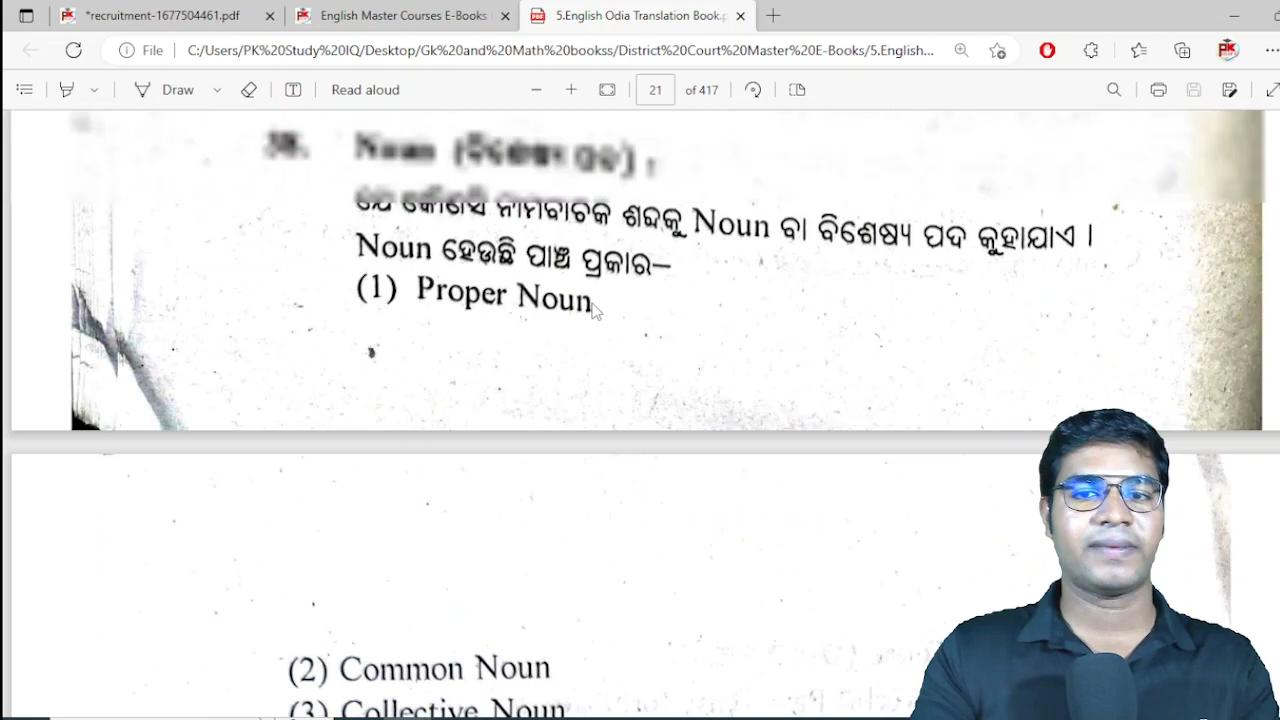 *recruitment-1677504461.pdf
English Master Courses E-Books
5.English Odia Translation Book.p
File
C:/Users/PK%20Study%20IQ/Desktop/Gk%20and%20Math%20bookss/District%20Court%20Master%20E-Books/5.English...
Draw
Read aloud
21 of 417
38. Noun (ବିଶେଷ୍ୟ ପଦ) :
ଯେ କୌଣସି ନାମବାଚକ ଶବ୍ଦକୁ Noun ବା ବିଶେଷ୍ୟ ପଦ କୁହାଯାଏ ।
Noun ହେଉଛି ପାଞ୍ଚ ପ୍ରକାର—
(1) Proper Noun
(2) Common Noun
(3) Collective Noun